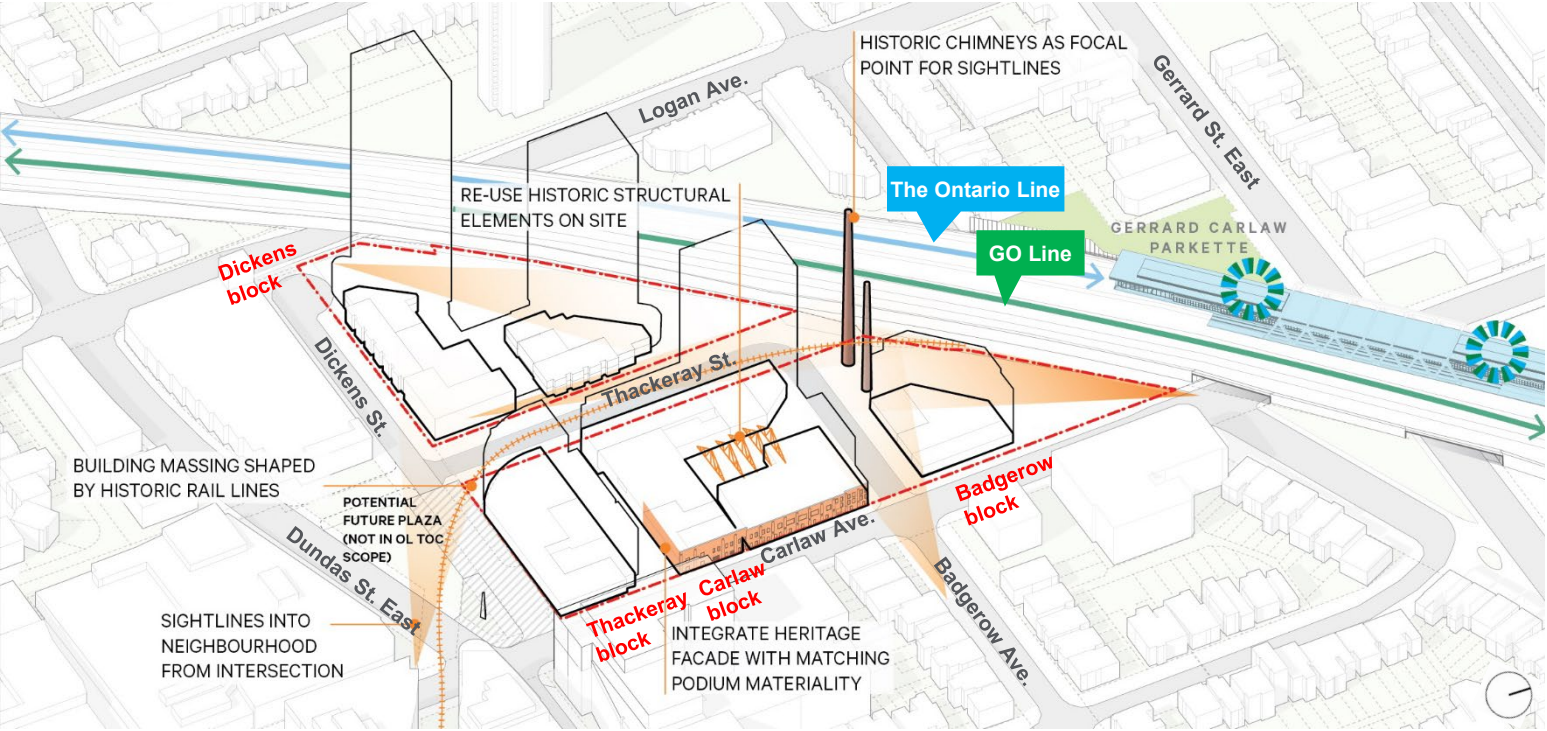 HISTORIC CHIMNEYS AS FOCAL
POINT FOR SIGHTLINES
Logan Ave.
Gerrard St. East
RE-USE HISTORIC STRUCTURAL
ELEMENTS ON SITE
The Ontario Line
GO Line
GERRARD CARLAW
PARKETTE
Dickens
block
Dickens St.
Thackeray St.
BUILDING MASSING SHAPED
BY HISTORIC RAIL LINES
POTENTIAL
FUTURE PLAZA
(NOT IN OL TOC
SCOPE)
Badgerow
block
Carlaw Ave.
Dundas St. East
Badgerow Ave.
Thackeray
block
Carlaw
block
SIGHTLINES INTO
NEIGHBOURHOOD
FROM INTERSECTION
INTEGRATE HERITAGE
FACADE WITH MATCHING
PODIUM MATERIALITY